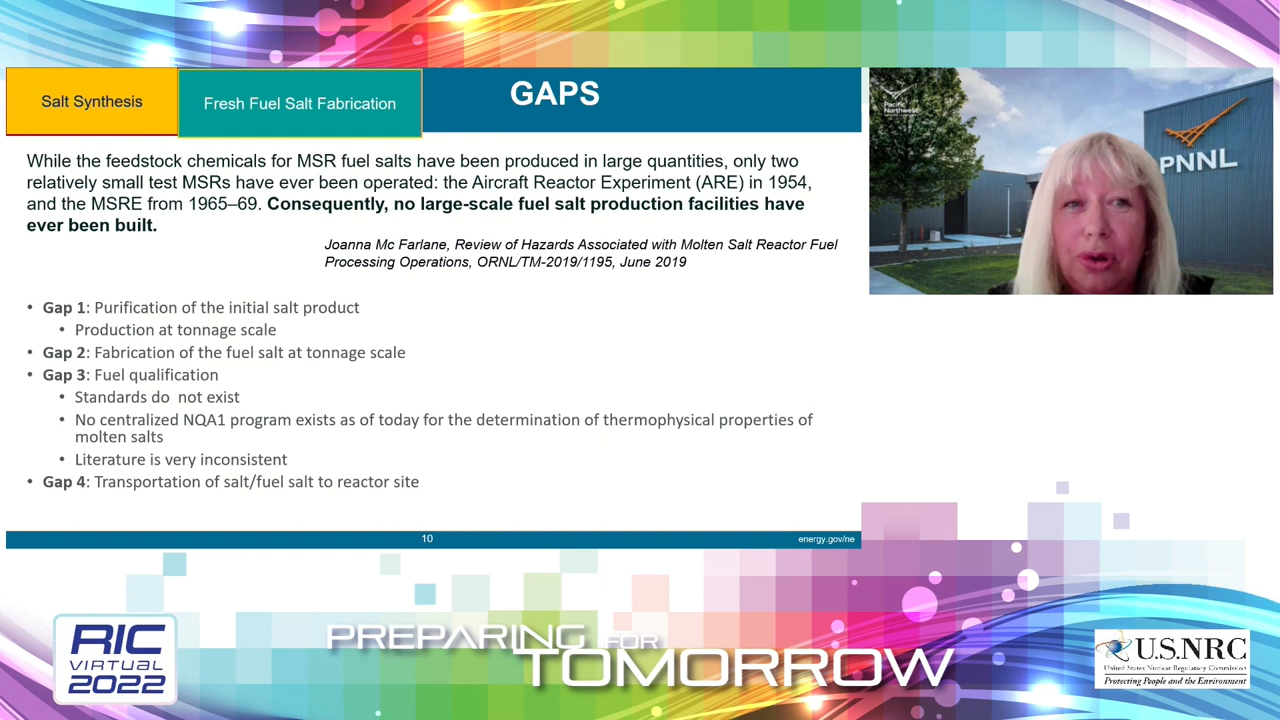 Salt Synthesis
Fresh Fuel Salt Fabrication
GAPS
While the feedstock chemicals for MSR fuel salts have been produced in large quantities, only two
relatively small test MSRs have ever been operated: the Aircraft Reactor Experiment (ARE) in 1954,
and the MSRE from 1965–69. Consequently, no large-scale fuel salt production facilities have
ever been built.
Joanna Mc Farlane, Review of Hazards Associated with Molten Salt Reactor Fuel
Processing Operations, ORNL/TM-2019/1195, June 2019
• Gap 1: Purification of the initial salt product
• Production at tonnage scale
• Gap 2: Fabrication of the fuel salt at tonnage scale
• Gap 3: Fuel qualification
• Standards do  not exist
• No centralized NQA1 program exists as of today for the determination of thermophysical properties of
molten salts
• Literature is very inconsistent
• Gap 4: Transportation of salt/fuel salt to reactor site
10
energy.gov/ne
Pacific
Northwest
PNNL
RIC
VIRTUAL
2022
PREPARING FOR
TOMORROW
U.S.NRC
United States Nuclear Regulatory Commission
Protecting People and the Environment